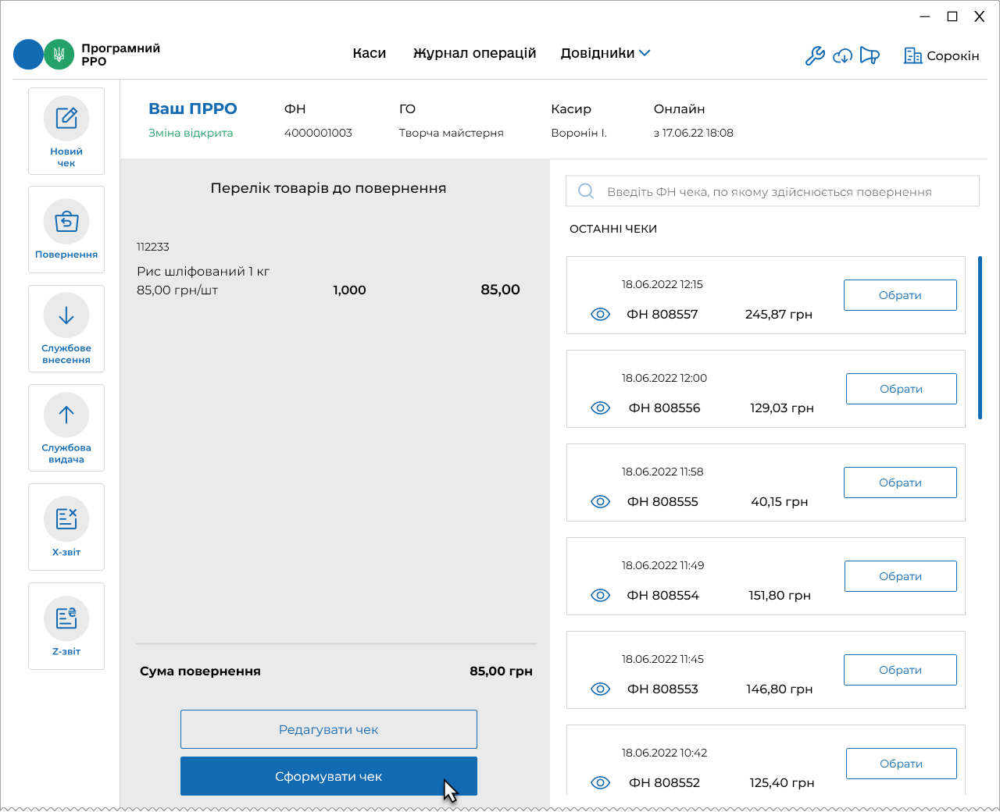 Програмний
РРО
Каси
Журнал операцій
Довідники
Сорокін
Новий
чек
Повернення
Службове
внесення
Службова
видача
Х-звіт
Z-звіт
Ваш ПРРО
Зміна відкрита
ФН
4000001003
ГО
Творча майстерня
Касир
Воронін І.
Онлайн
з 17.06.22 18:08
Перелік товарів до повернення
112233
Рис шліфований 1 кг
85,00 грн/шт 1,000 85,00
Сума повернення 85,00 грн
Редагувати чек
Сформувати чек
Введіть ФН чека, по якому здійснюється повернення
ОСТАННІ ЧЕКИ
18.06.2022 12:15
ФН 808557 245,87 грн
Обрати
18.06.2022 12:00
ФН 808556 129,03 грн
Обрати
18.06.2022 11:58
ФН 808555 40,15 грн
Обрати
18.06.2022 11:49
ФН 808554 151,80 грн
Обрати
18.06.2022 11:45
ФН 808553 146,80 грн
Обрати
18.06.2022 10:42
ФН 808552 125,40 грн
Обрати